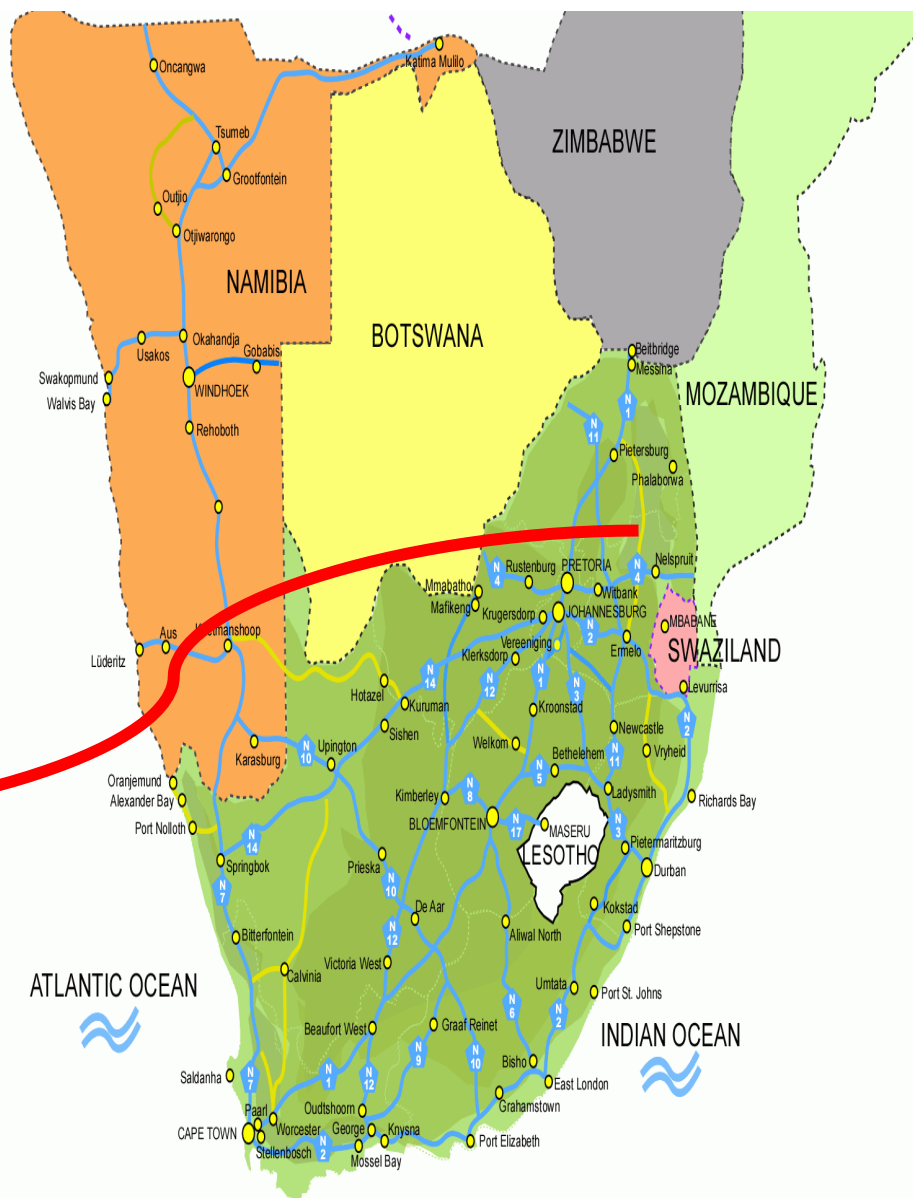 Oncangwa
Katima Mulilo
Tsumeb
Grootfontein
Outjio
Otjiwarongo
ZIMBABWE
NAMIBIA
BOTSWANA
Okahandja
Usakos
Gobabis
Swakopmund
WINDHOEK
Walvis Bay
Rehoboth
Beitbridge
Messina
MOZAMBIQUE
N
1
N
11
Pietersburg
Phalaborwa
Nelspruit
N
4
Rustenburg
PRETORIA
N
4
Witbank
Mmabatho
Mafikeng
Krugersdorp
JOHANNESBURG
MBABANE
SWAZILAND
N
2
Ermelo
Vereeniging
Klerksdorp
Aus
Lüderitz
N
14
N
12
N
1
N
3
Levurrisa
Hotazel
Kuruman
Kroonstad
Sishen
Newcastle
N
2
Welkom
Vryheid
Karasburg
N
10
Upington
Bethelehem
N
11
N
5
Oranjemund
Alexander Bay
Port Nolloth
Kimberley
N
8
Ladysmith
Richards Bay
BLOEMFONTEIN
N
17
MASERU
LESOTHO
N
3
Pietermaritzburg
N
14
Springbok
Prieska
Durban
N
7
N
10
De Aar
Kokstad
Port Shepstone
Aliwal North
Bitterfontein
N
12
Victoria West
Calvinia
ATLANTIC OCEAN
Umtata
Port St. Johns
N
6
N
2
INDIAN OCEAN
Beaufort West
Graaf Reinet
N
9
N
10
Bisho
Saldanha
N
7
N
1
N
12
East London
Grahamstown
Paarl
Oudtshoorn
CAPE TOWN
Worcester
George
Knysna
Stellenbosch
N
2
Mossel Bay
Port Elizabeth